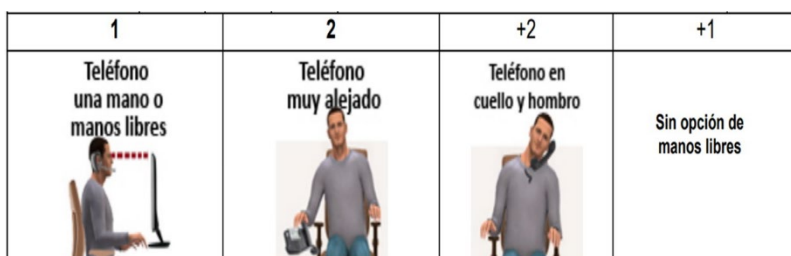 1
2
+2
+1
Teléfono
una mano o
manos libres
Teléfono
muy alejado
Teléfono en
cuello y hombro
Sin opción de
manos libres